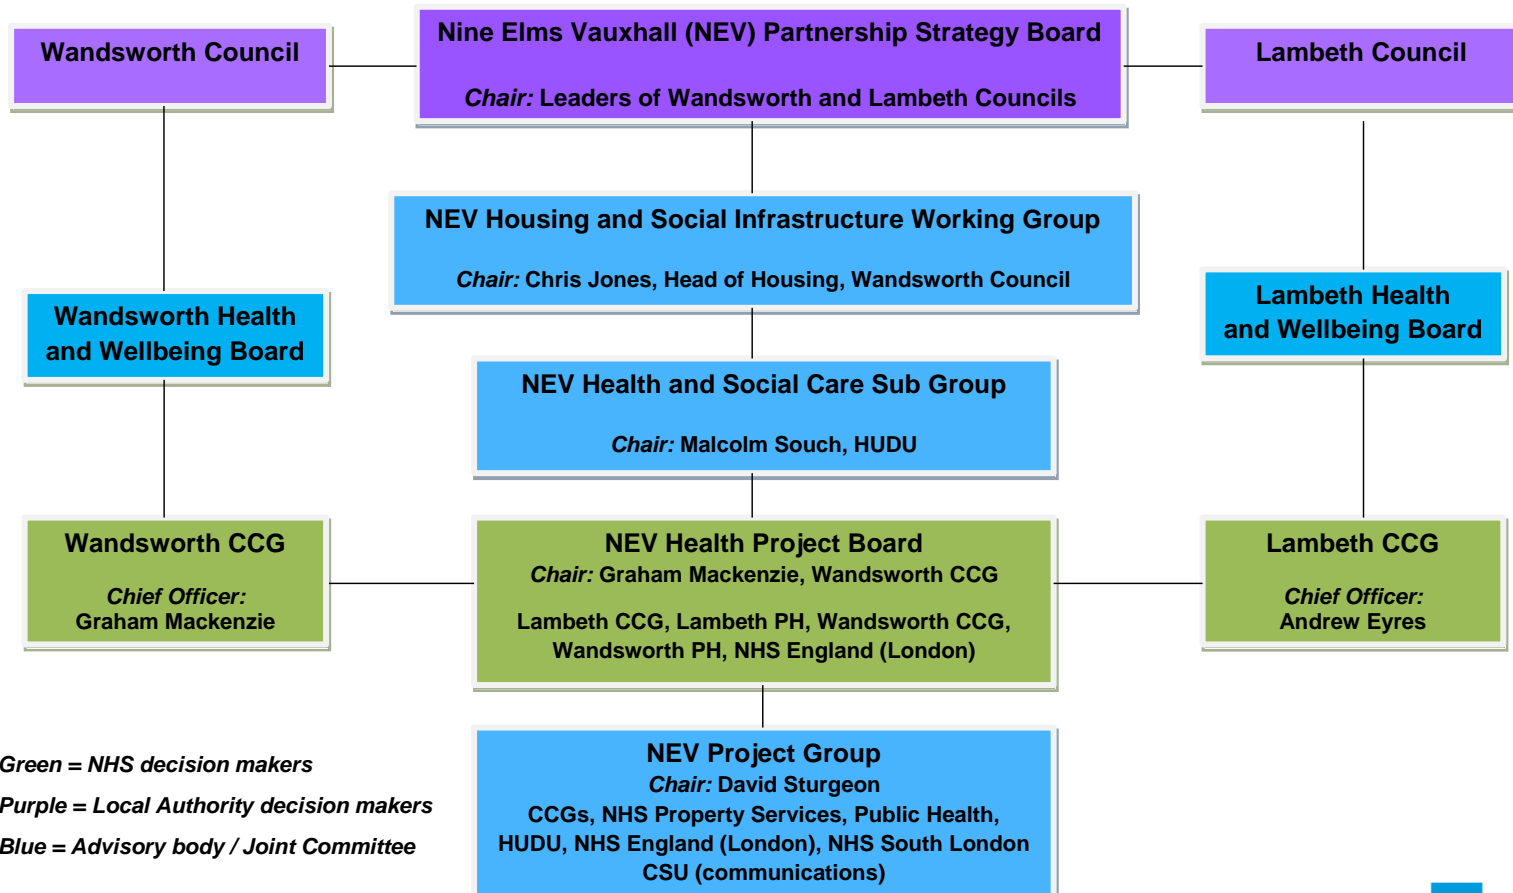 Wandsworth Council
Nine Elms Vauxhall (NEV) Partnership Strategy Board
Chair: Leaders of Wandsworth and Lambeth Councils
Lambeth Council
NEV Housing and Social Infrastructure Working Group
Chair: Chris Jones, Head of Housing, Wandsworth Council
Wandsworth Health
and Wellbeing Board
Lambeth Health
and Wellbeing Board
NEV Health and Social Care Sub Group
Chair: Malcolm Souch, HUDU
Wandsworth CCG
Chief Officer:
Graham Mackenzie
NEV Health Project Board
Chair: Graham Mackenzie, Wandsworth CCG
Lambeth CCG, Lambeth PH, Wandsworth CCG,
Wandsworth PH, NHS England (London)
Lambeth CCG
Chief Officer:
Andrew Eyres
NEV Project Group
Chair: David Sturgeon
CCGs, NHS Property Services, Public Health,
HUDU, NHS England (London), NHS South London
CSU (communications)
Green = NHS decision makers
Purple = Local Authority decision makers
Blue = Advisory body / Joint Committee